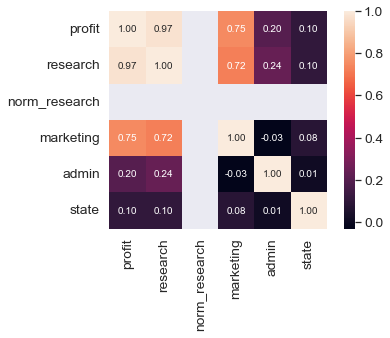 profit 1.00 0.97 0.75 0.20 0.10
research 0.97 1.00 0.72 0.24 0.10
norm_research
marketing 0.75 0.72 1.00 -0.03 0.08
admin 0.20 0.24 -0.03 1.00 0.01
state 0.10 0.10 0.08 0.01 1.00
profit
research
norm_research
marketing
admin
state
1.0
0.8
0.6
0.4
0.2
0.0